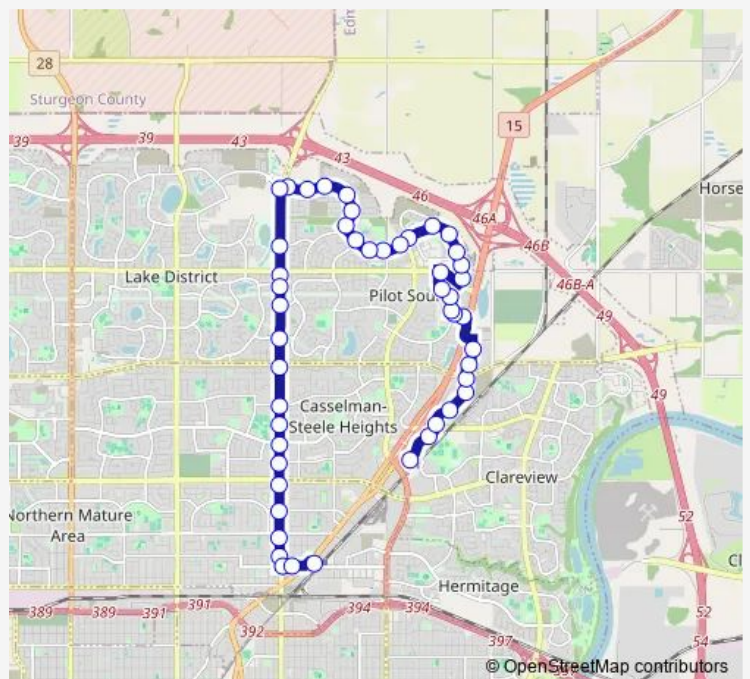 28
Sturgeon County
15
39
39
43
43
46
46A
46B
Horse
Lake District
46B-A
Pilot Sou
49
Casselman-
Steele Heights
49
Clareview
Northern Mature
Area
52
Hermitage
389
389
391
391
394
394
392
397
52
54
© OpenStreetMap contributors